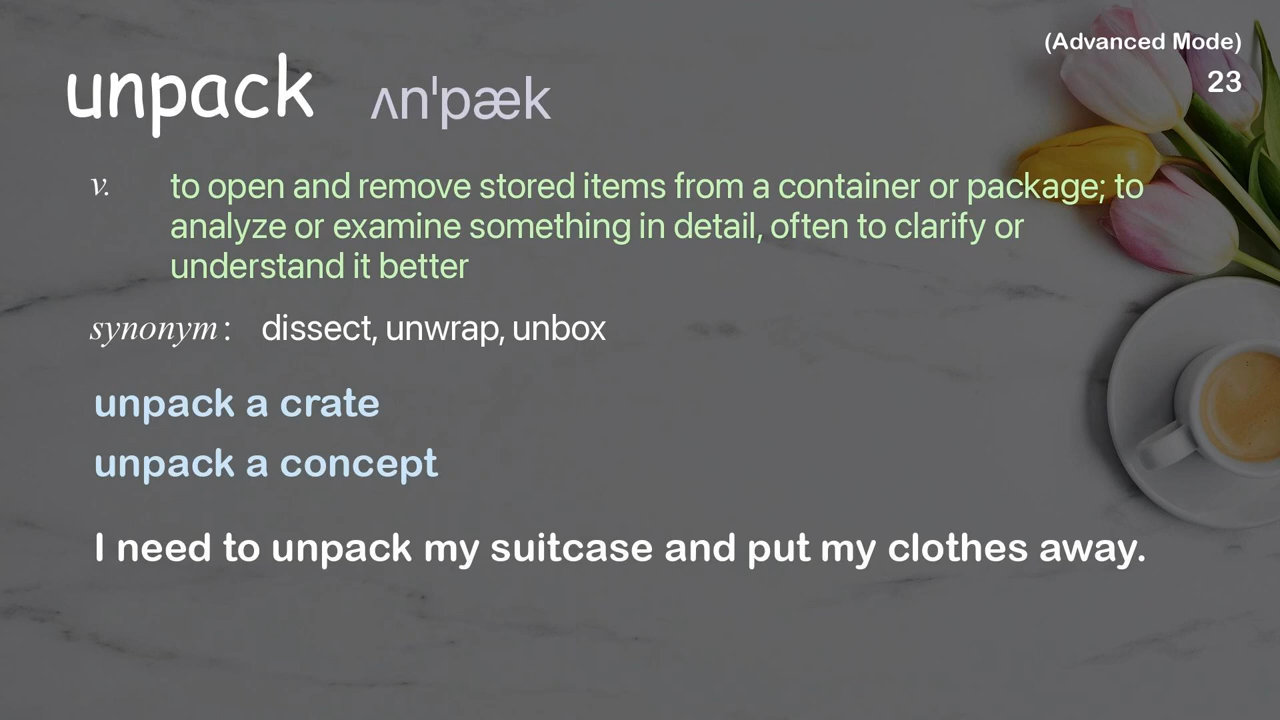 (Advanced Mode)
23
unpack ʌnˈpæk
v. to open and remove stored items from a container or package; to
analyze or examine something in detail, often to clarify or
understand it better
synonym : dissect, unwrap, unbox
unpack a crate
unpack a concept
I need to unpack my suitcase and put my clothes away.